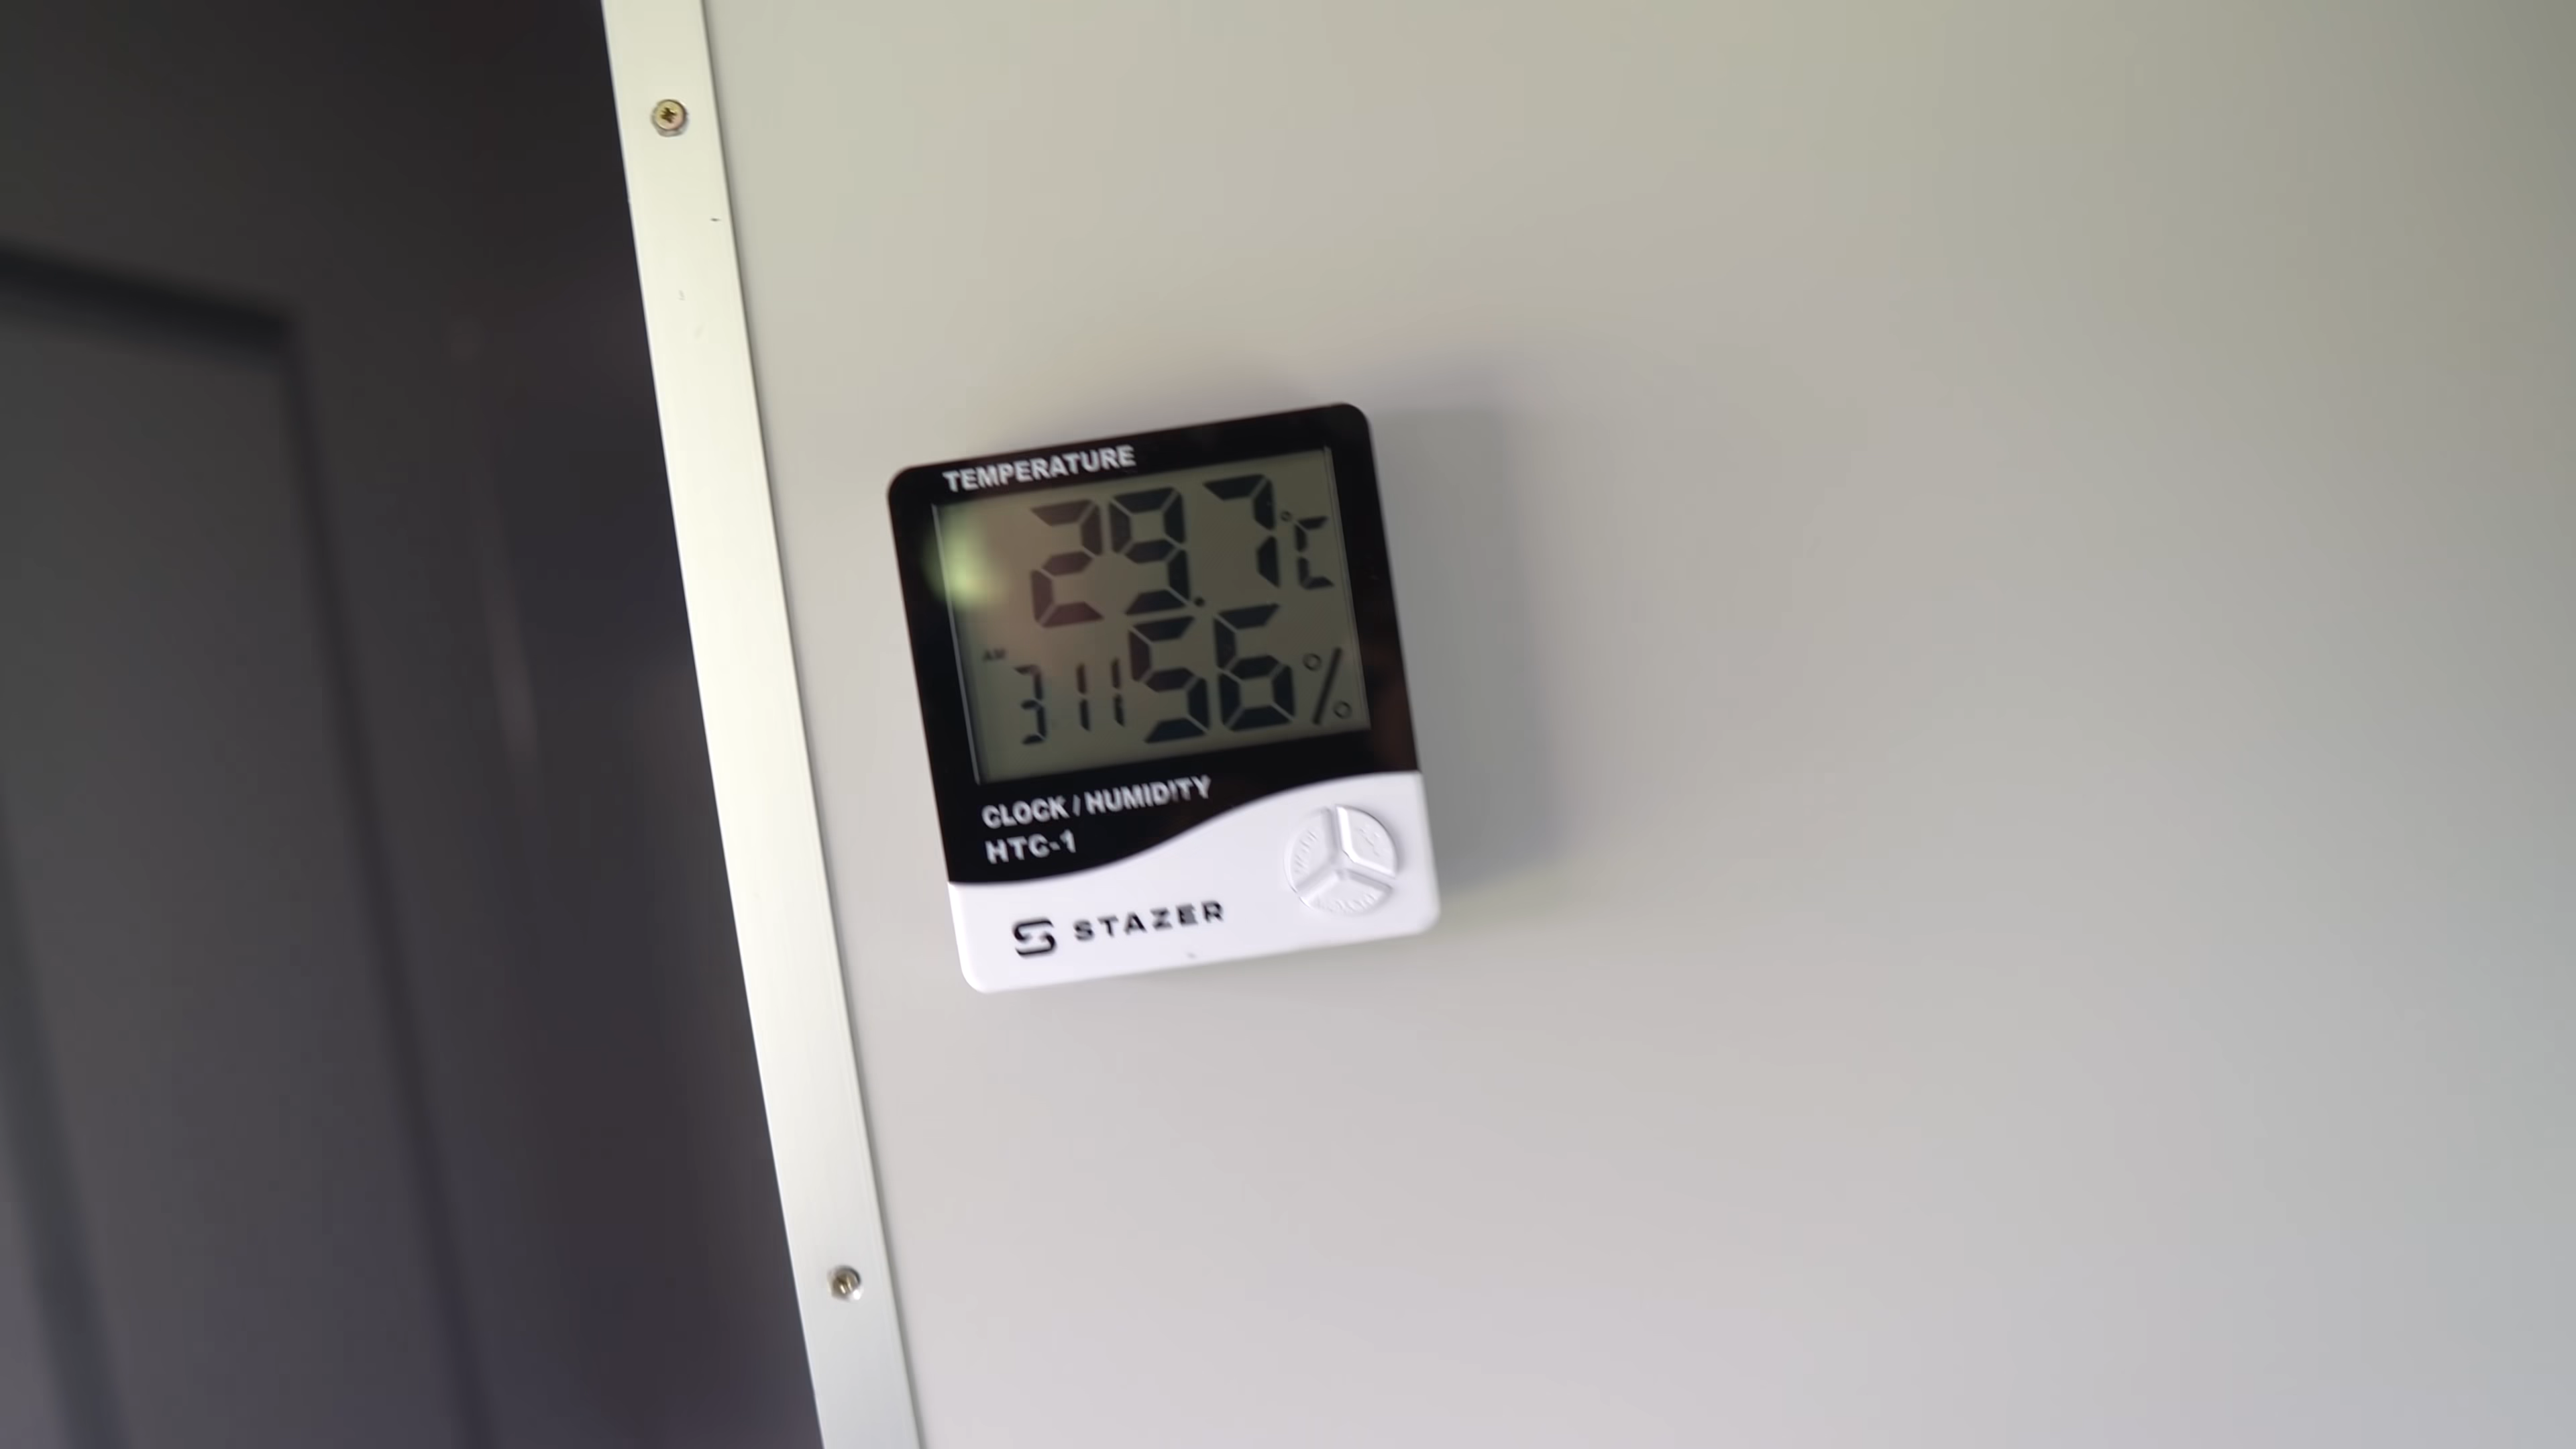 TEMPERATURE
29.7°C
AM
3 11 56%
CLOCK / HUMIDITY
HTC-1
STAZER